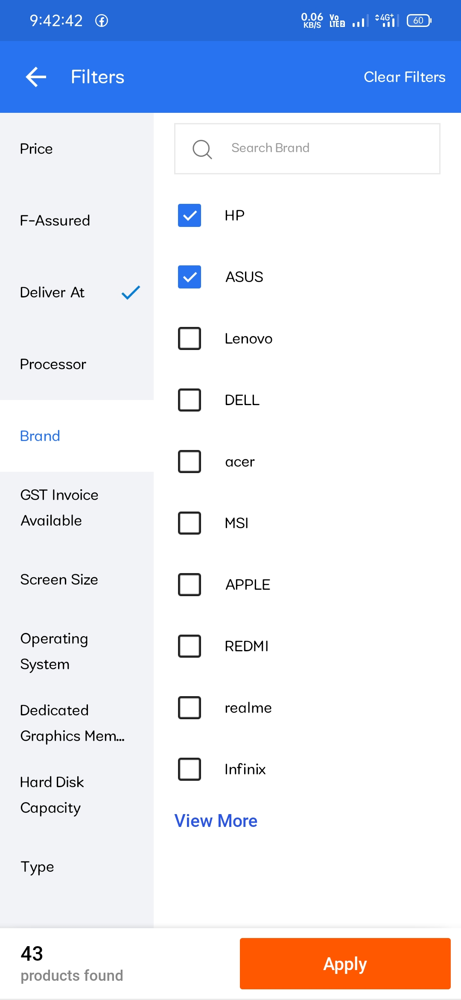 9:42:42
0.06 KB/S Vo LTE 2 4G+ 60
Filters
Clear Filters
Price
F-Assured
Deliver At
Processor
Brand
GST Invoice
Available
Screen Size
Operating
System
Dedicated
Graphics Mem...
Hard Disk
Capacity
Type
Search Brand
HP
ASUS
Lenovo
DELL
acer
MSI
APPLE
REDMI
realme
Infinix
View More
43
products found
Apply